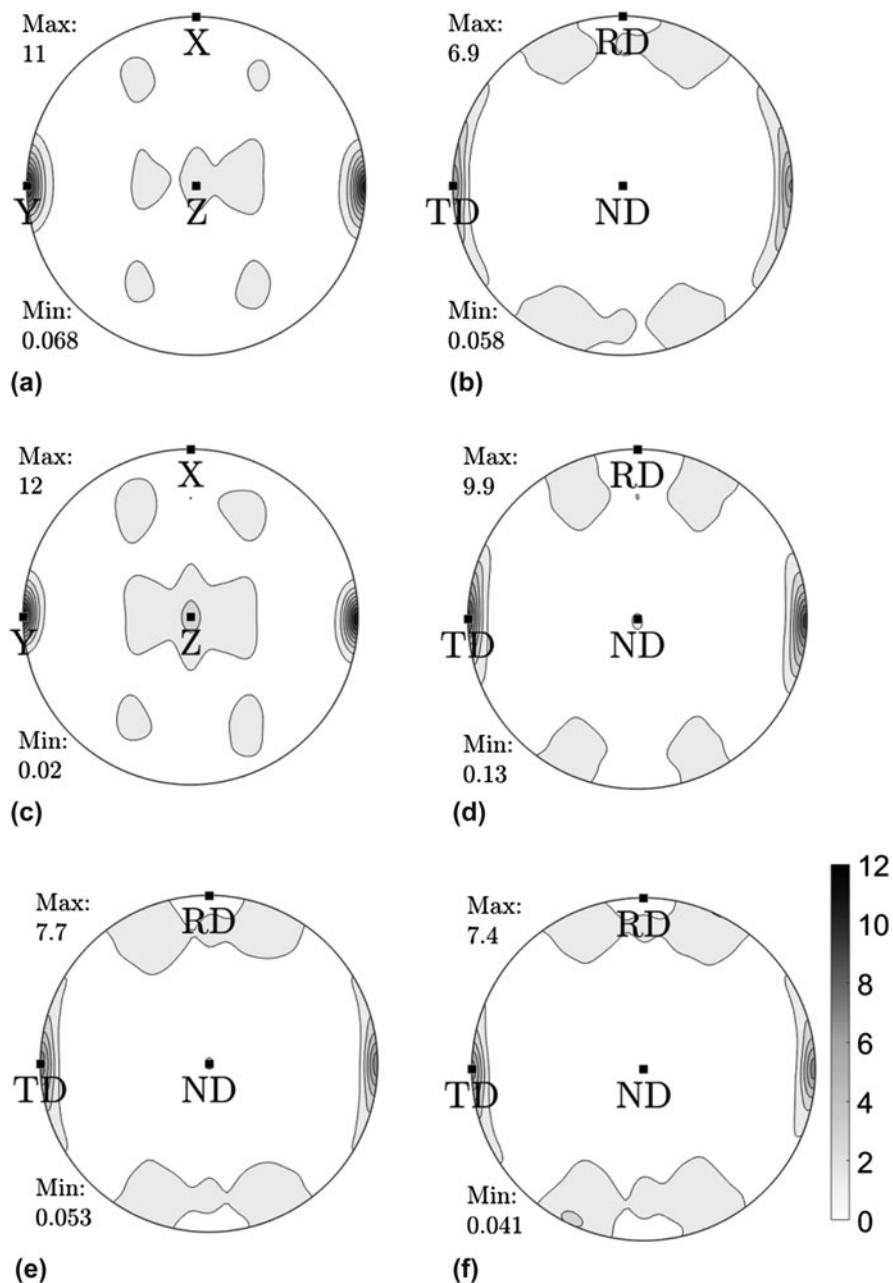 Max:
11
X
Y
Z
Min:
0.068
(a)
Max:
6.9
RD
TD
ND
Min:
0.058
(b)
Max:
12
X
Y
Z
Min:
0.02
(c)
Max:
9.9
RD
TD
ND
Min:
0.13
(d)
Max:
7.7
RD
TD
ND
Min:
0.053
(e)
Max:
7.4
RD
TD
ND
Min:
0.041
(f)
12
10
8
6
4
2
0